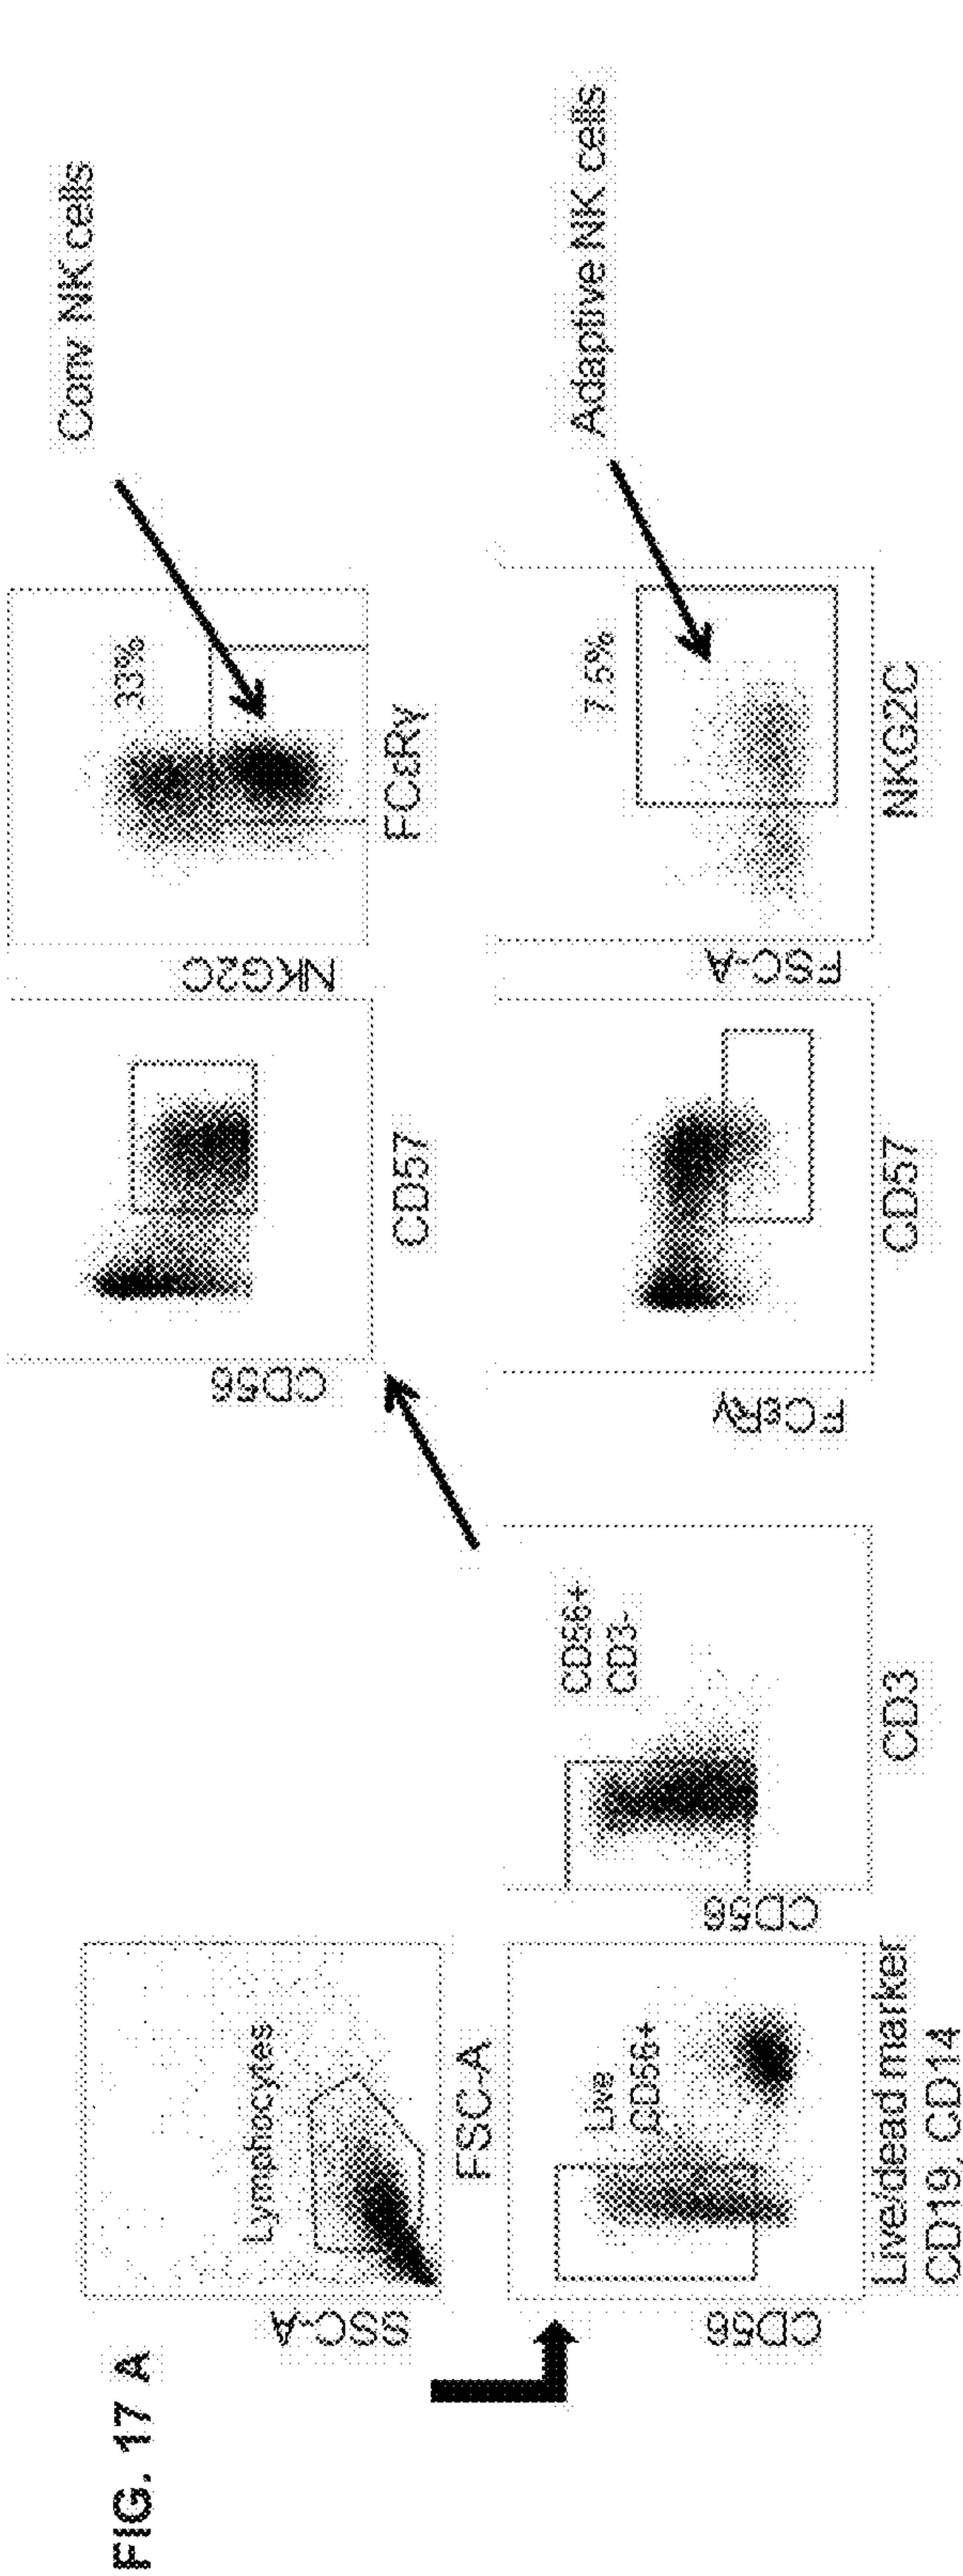 FIG. 17 A
SSC-A
Lymphocytes
FSC-A
CD56
Live
CD56+
Live/dead marker
CD19, CD14
CD56
CD56+
CD3-
CD3
CD56
CD57
NKG2C
33%
FCεRγ
Conv NK cells
FCεRγ
CD57
FSC-A
7.5%
NKG2C
Adaptive NK cells